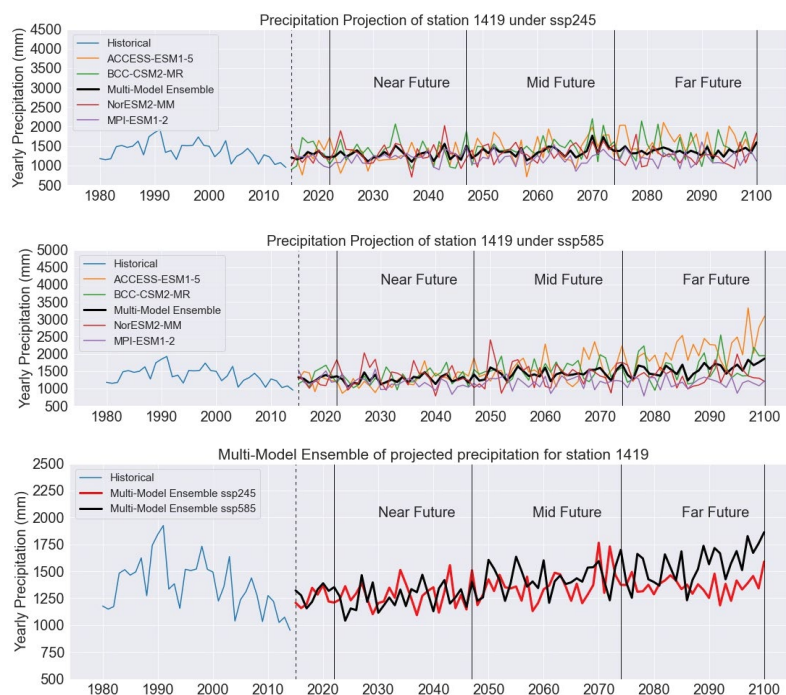 Precipitation Projection of station 1419 under ssp245
Yearly Precipitation (mm)
4500
4000
3500
3000
2500
2000
1500
1000
500
Historical
ACCESS-ESM1-5
BCC-CSM2-MR
Multi-Model Ensemble
NorESM2-MM
MPI-ESM1-2
Near Future
Mid Future
Far Future
1980 1990 2000 2010 2020 2030 2040 2050 2060 2070 2080 2090 2100
Precipitation Projection of station 1419 under ssp585
Yearly Precipitation (mm)
5000
4500
4000
3500
3000
2500
2000
1500
1000
500
Historical
ACCESS-ESM1-5
BCC-CSM2-MR
Multi-Model Ensemble
NorESM2-MM
MPI-ESM1-2
Near Future
Mid Future
Far Future
1980 1990 2000 2010 2020 2030 2040 2050 2060 2070 2080 2090 2100
Multi-Model Ensemble of projected precipitation for station 1419
Yearly Precipitation (mm)
2500
2250
2000
1750
1500
1250
1000
750
500
Historical
Multi-Model Ensemble ssp245
Multi-Model Ensemble ssp585
Near Future
Mid Future
Far Future
1980 1990 2000 2010 2020 2030 2040 2050 2060 2070 2080 2090 2100